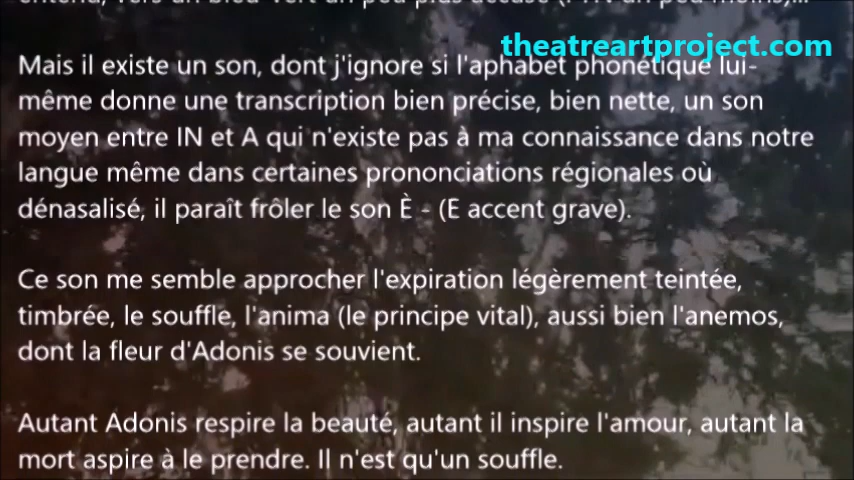 theatreartproject.com
Mais il existe un son, dont j'ignore si l'aphabet phonétique lui-
même donne une transcription bien précise, bien nette, un son
moyen entre IN et A qui n'existe pas à ma connaissance dans notre
langue même dans certaines prononciations régionales où
dénasalisé, il paraît frôler le son È - (E accent grave).
Ce son me semble approcher l'expiration légèrement teintée,
timbrée, le souffle, l'anima (le principe vital), aussi bien l'anemos,
dont la fleur d'Adonis se souvient.
Autant Adonis respire la beauté, autant il inspire l'amour, autant la
mort aspire à le prendre. Il n'est qu'un souffle.